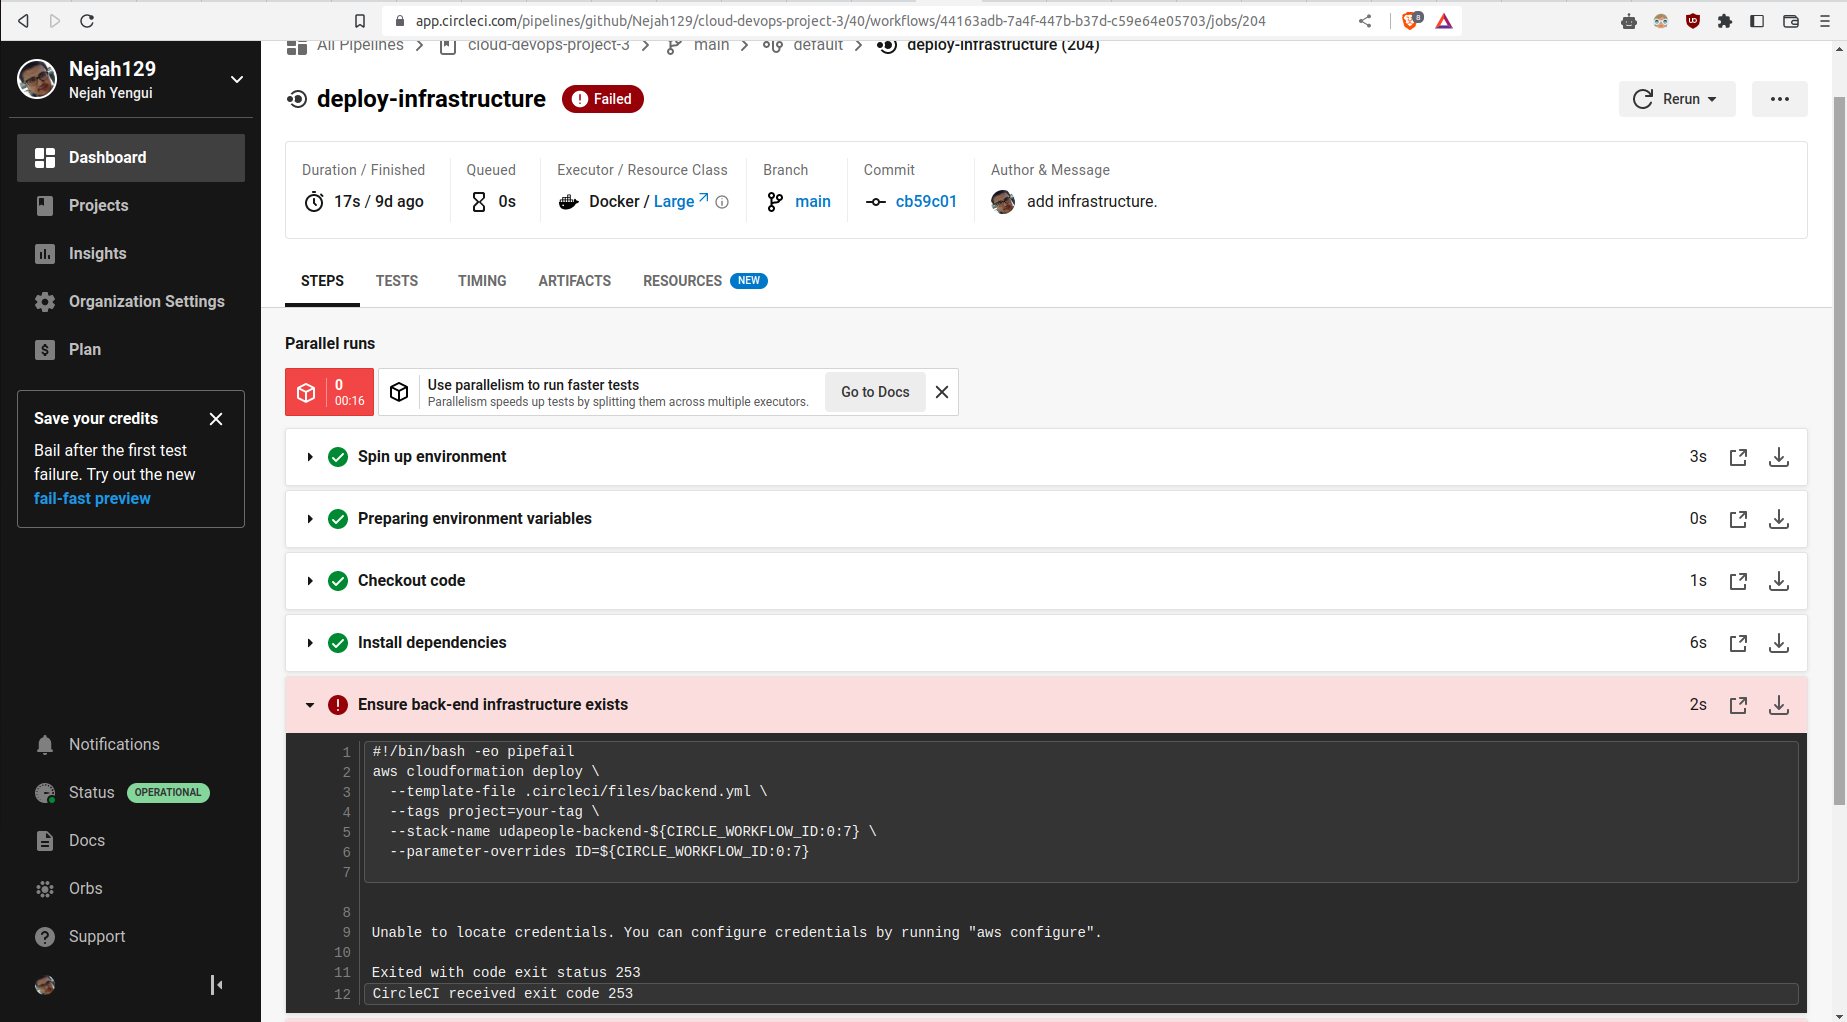 app.circleci.com/pipelines/github/Nejah129/cloud-devops-project-3/40/workflows/44163adb-7a4f-447b-b37d-c59e64e05703/jobs/204
8
All Pipelines
cloud-devops-project-3
main
default
deploy-infrastructure (204)
Nejah129
Nejah Yengui
Dashboard
Projects
Insights
Organization Settings
Plan
Save your credits
Bail after the first test
failure. Try out the new
fail-fast preview
Notifications
Status OPERATIONAL
Docs
Orbs
Support
deploy-infrastructure
Failed
Rerun
Duration / Finished
17s / 9d ago
Queued
0s
Executor / Resource Class
Docker / Large
Branch
main
Commit
cb59c01
Author & Message
add infrastructure.
STEPS
TESTS
TIMING
ARTIFACTS
RESOURCES NEW
Parallel runs
0
00:16
Use parallelism to run faster tests
Parallelism speeds up tests by splitting them across multiple executors.
Go to Docs
Spin up environment 3s
Preparing environment variables 0s
Checkout code 1s
Install dependencies 6s
Ensure back-end infrastructure exists 2s
1 #!/bin/bash -eo pipefail
2 aws cloudformation deploy \
3 --template-file .circleci/files/backend.yml \
4 --tags project=your-tag \
5 --stack-name udapeople-backend-${CIRCLE_WORKFLOW_ID:0:7} \
6 --parameter-overrides ID=${CIRCLE_WORKFLOW_ID:0:7}
7
8
9 Unable to locate credentials. You can configure credentials by running "aws configure".
10
11 Exited with code exit status 253
12 CircleCI received exit code 253